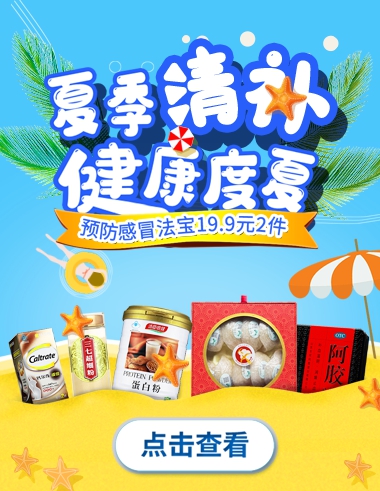 夏季清补
健康度夏
预防感冒法宝19.9元2件
Caltrate
三七超细粉
蛋白粉
PROTEIN POWDER
OTC
阿胶
点击查看